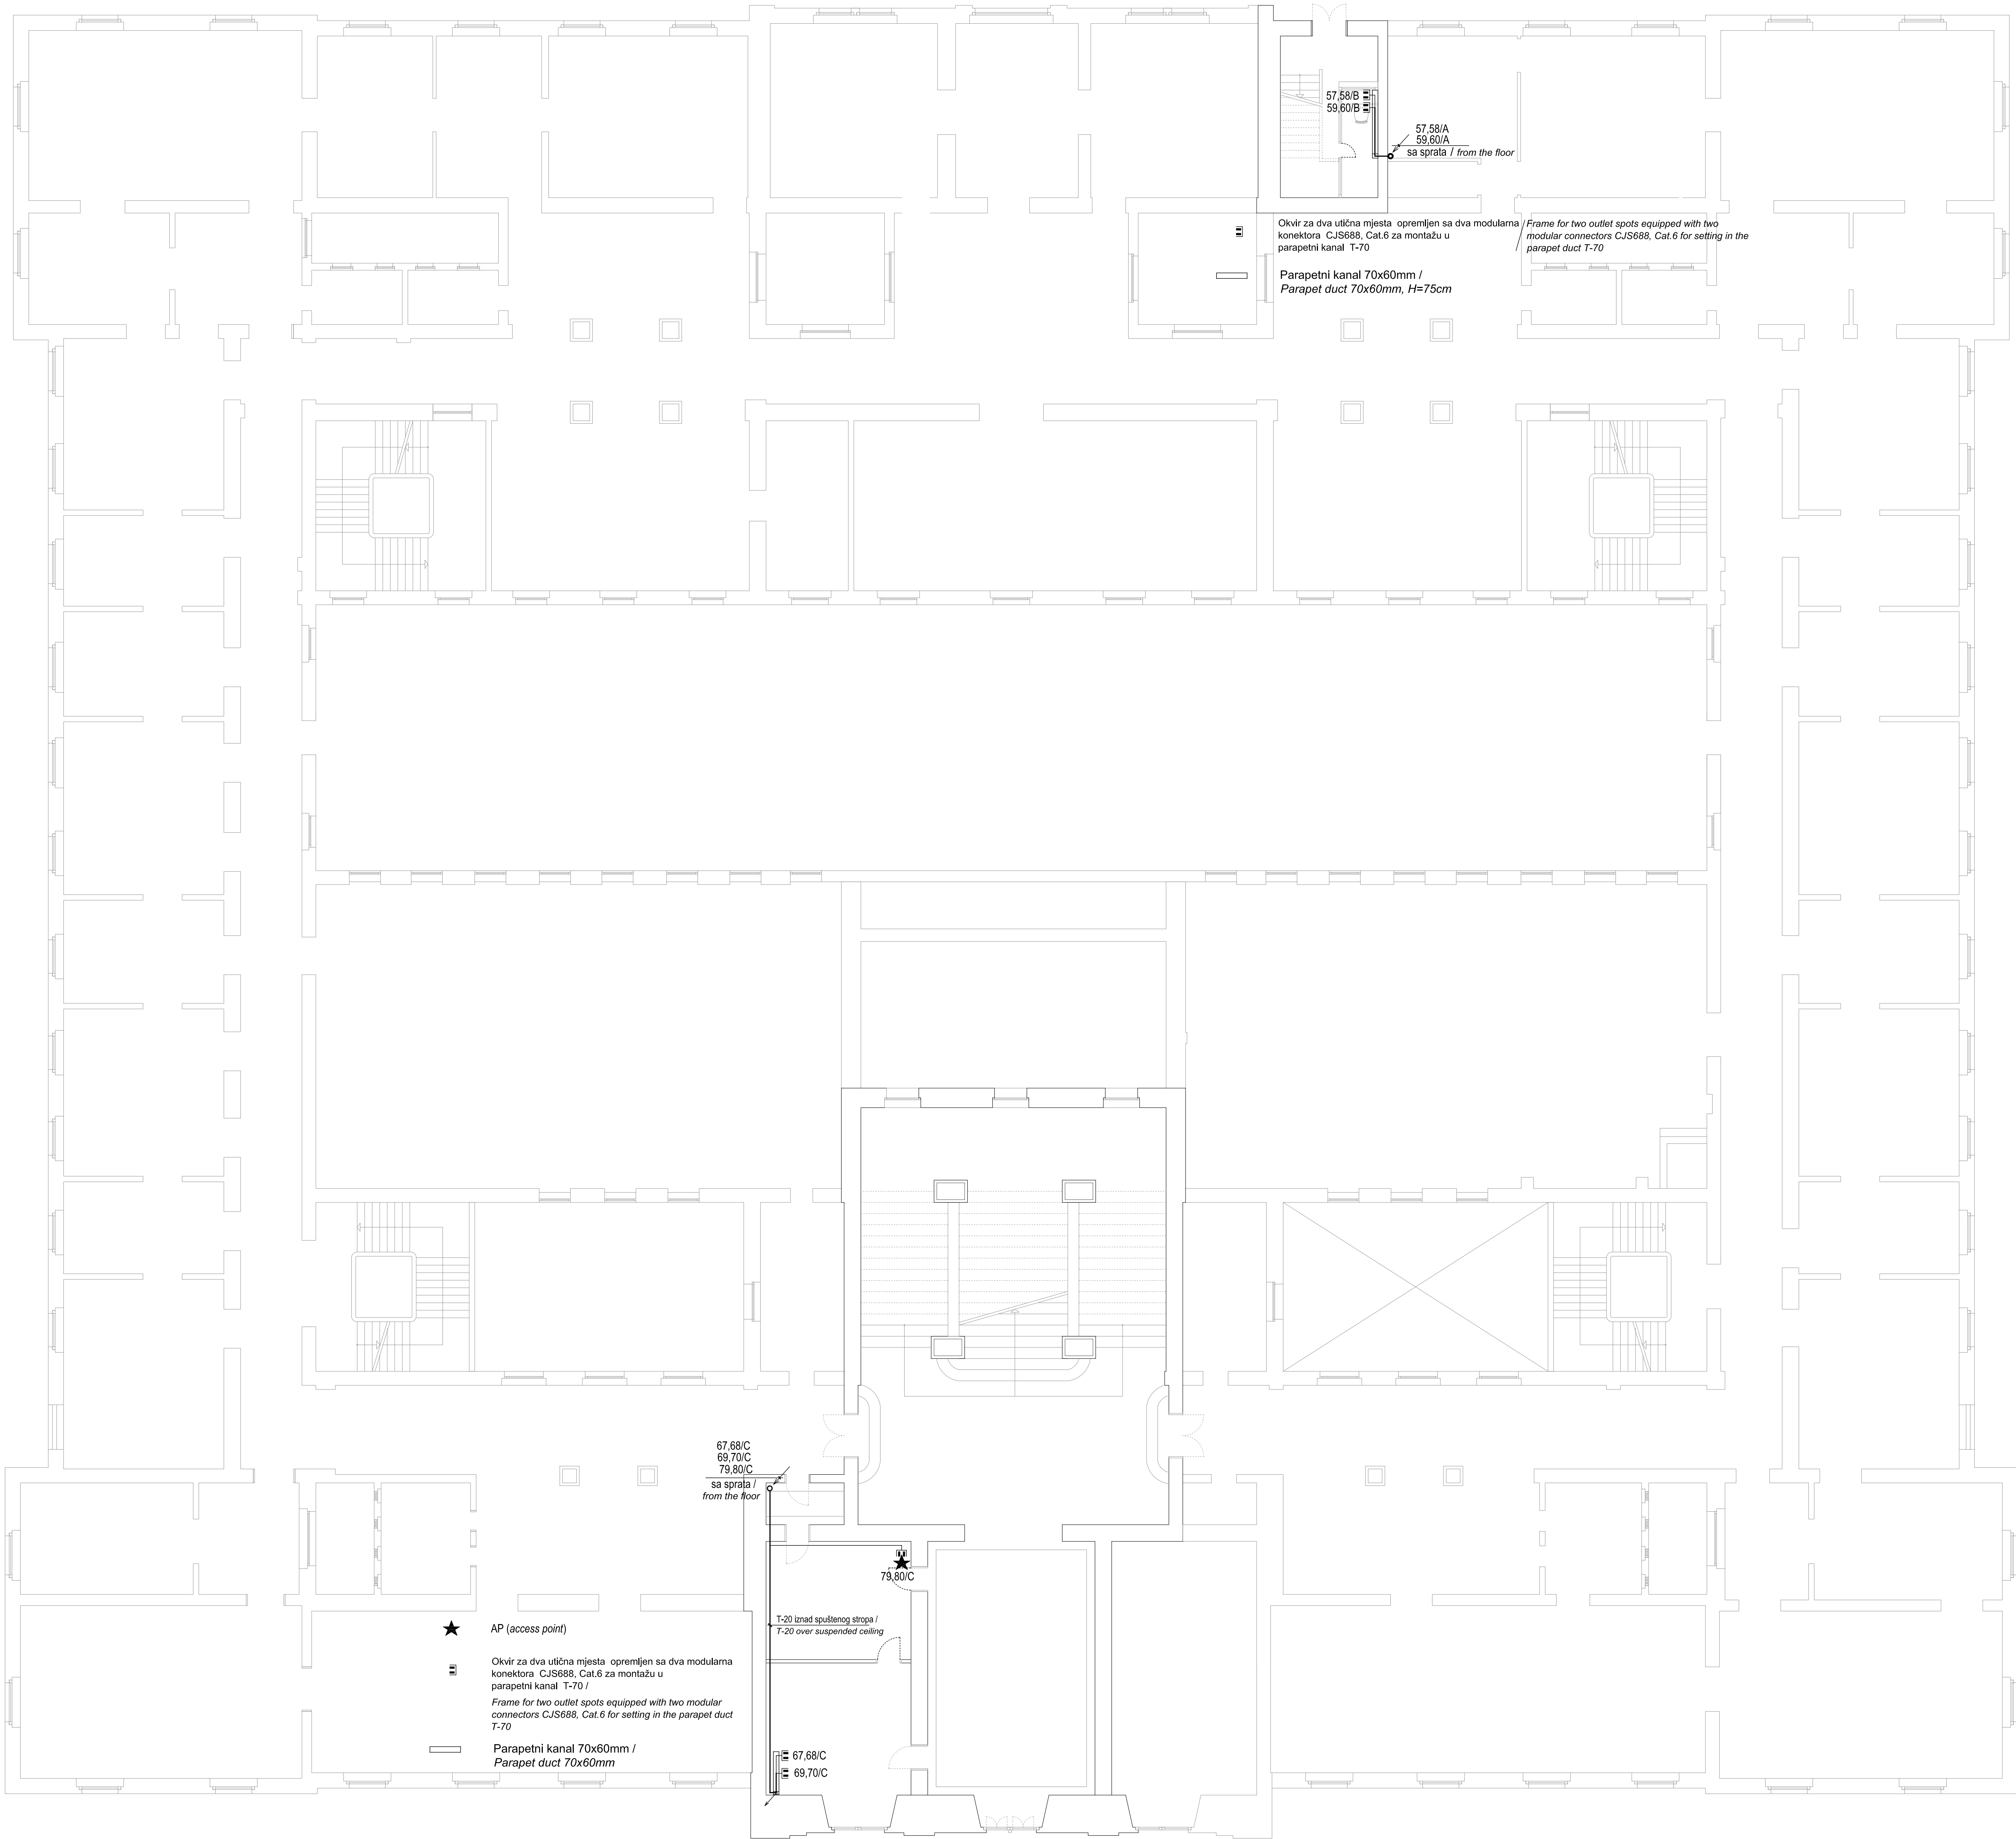 57,58/B
59,60/B
57,58/A
59,60/A
sa sprata / from the floor
Okvir za dva utična mjesta opremljen sa dva modularna /
konektora CJS688, Cat.6 za montažu u
parapetni kanal T-70
Frame for two outlet spots equipped with two
modular connectors CJS688, Cat.6 for setting in the
parapet duct T-70
Parapetni kanal 70x60mm /
Parapet duct 70x60mm, H=75cm
67,68/C
69,70/C
79,80/C
sa sprata /
from the floor
79,80/C
T-20 iznad spuštenog stropa /
T-20 over suspended ceiling
AP (access point)
Okvir za dva utična mjesta opremljen sa dva modularna
konektora CJS688, Cat.6 za montažu u
parapetni kanal T-70 /
Frame for two outlet spots equipped with two modular
connectors CJS688, Cat.6 for setting in the parapet duct
T-70
Parapetni kanal 70x60mm /
Parapet duct 70x60mm
67,68/C
69,70/C